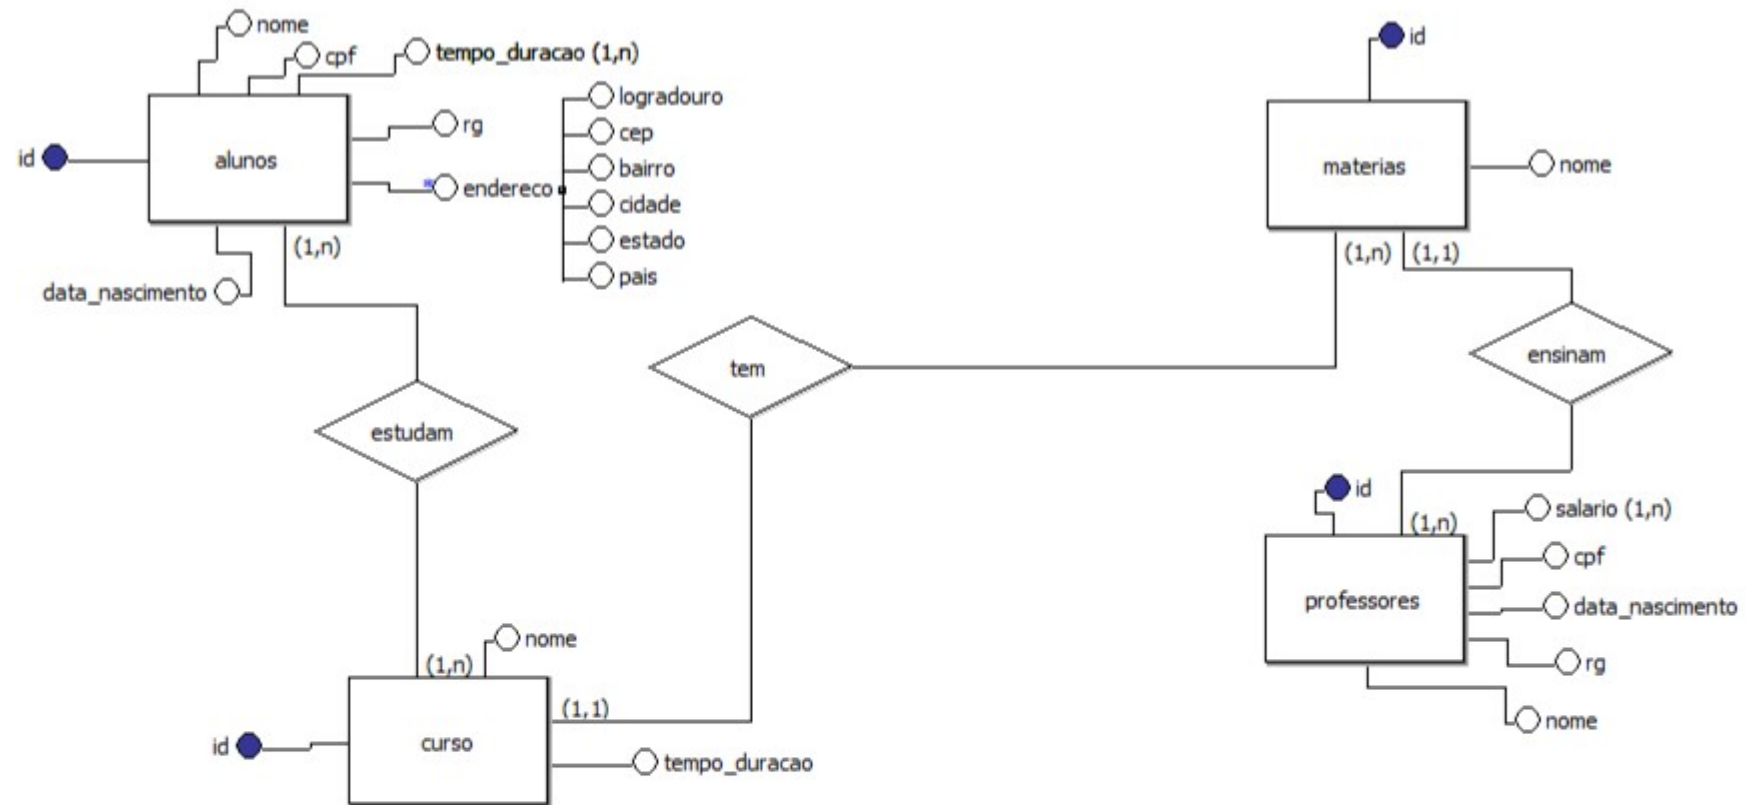 nome
cpf
tempo_duracao (1,n)
rg
endereco
logradouro
cep
bairro
cidade
estado
pais
id
alunos
data_nascimento
(1,n)
estudam
(1,n)
nome
id
curso
(1,1)
tempo_duracao
tem
id
materias
nome
(1,n)
(1,1)
ensinam
id
(1,n)
professores
salario (1,n)
cpf
data_nascimento
rg
nome